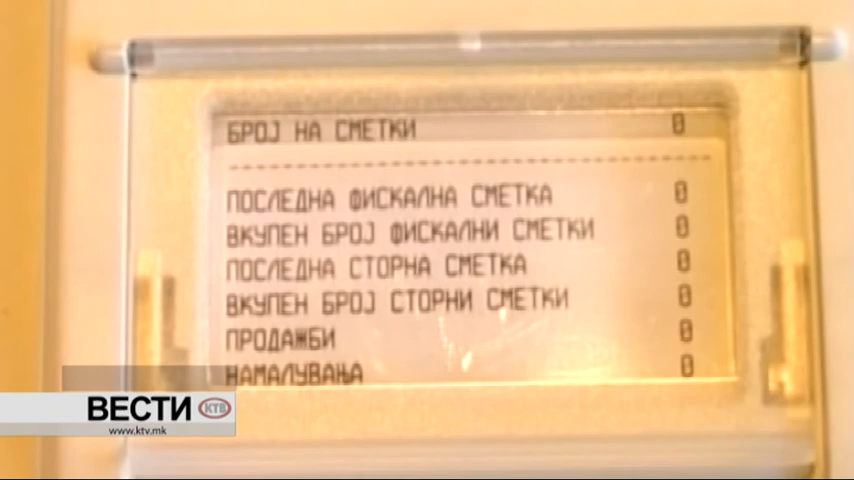 БРОЈ НА СМЕТКИ 0
--------------------------------
ПОСЛЕДНА ФИСКАЛНА СМЕТКА 0
ВКУПЕН БРОЈ ФИСКАЛНИ СМЕТКИ 0
ПОСЛЕДНА СТОРНА СМЕТКА 0
ВКУПЕН БРОЈ СТОРНИ СМЕТКИ 0
ПРОДАЖБИ 0
НАМАЛУВАЊА 0
ВЕСТИ КТВ
www.ktv.mk